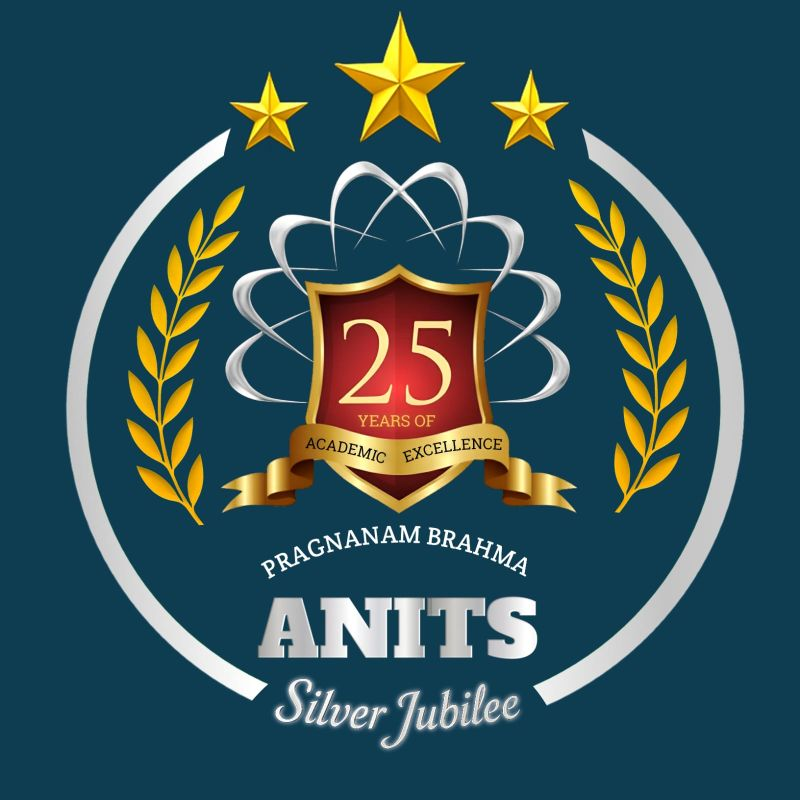 25
YEARS OF
ACADEMIC EXCELLENCE
PRAGNANAM BRAHMA
ANITS
Silver Jubilee